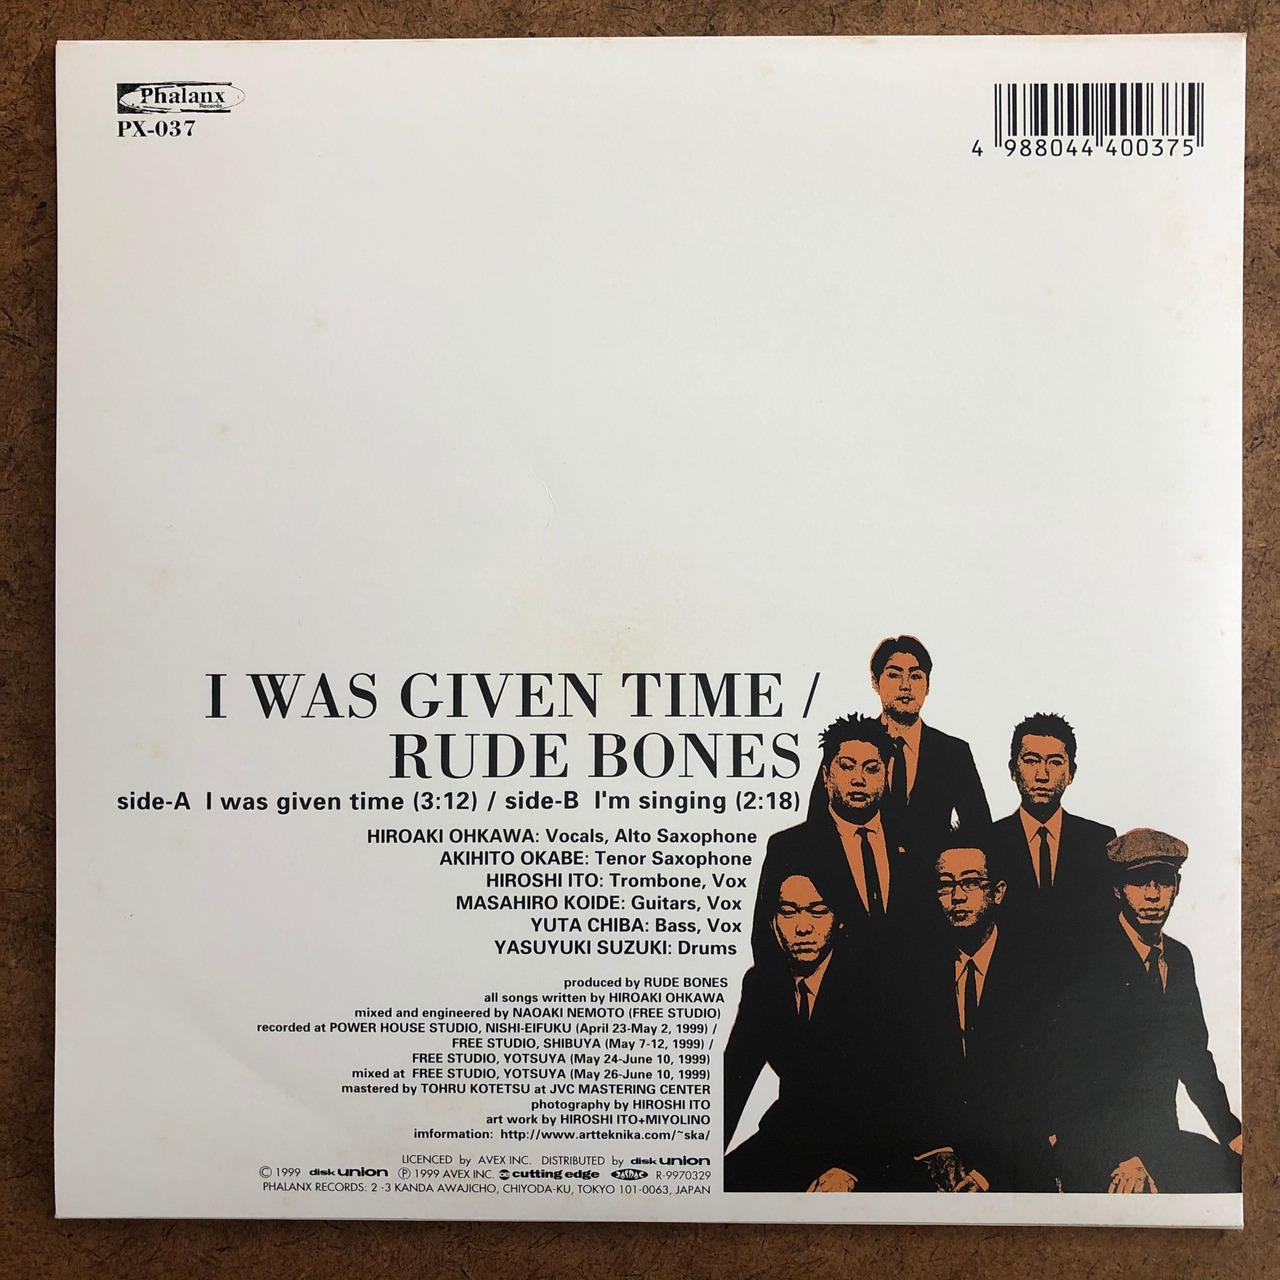 Phalanx
Records
PX-037
4 988044 400375
I WAS GIVEN TIME /
RUDE BONES
side-A I was given time (3:12) / side-B I'm singing (2:18)
HIROAKI OHKAWA: Vocals, Alto Saxophone
AKIHITO OKABE: Tenor Saxophone
HIROSHI ITO: Trombone, Vox
MASAHIRO KOIDE: Guitars, Vox
YUTA CHIBA: Bass, Vox
YASUYUKI SUZUKI: Drums
produced by RUDE BONES
all songs written by HIROAKI OHKAWA
mixed and engineered by NAOAKI NEMOTO (FREE STUDIO)
recorded at POWER HOUSE STUDIO, NISHI-EIFUKU (April 23-May 2, 1999) /
FREE STUDIO, SHIBUYA (May 7-12, 1999) /
FREE STUDIO, YOTSUYA (May 24-June 10, 1999)
mixed at FREE STUDIO, YOTSUYA (May 26-June 10, 1999)
mastered by TOHRU KOTETSU at JVC MASTERING CENTER
photography by HIROSHI ITO
art work by HIROSHI ITO+MIYOLINO
imformation: http://www.artteknika.com/~ska/
LICENCED by AVEX INC. DISTRIBUTED by disk union
© 1999 disk union ℗ 1999 AVEX INC. cutting edge JASRAC R-9970329
PHALANX RECORDS: 2 -3 KANDA AWAJICHO, CHIYODA-KU, TOKYO 101-0063, JAPAN